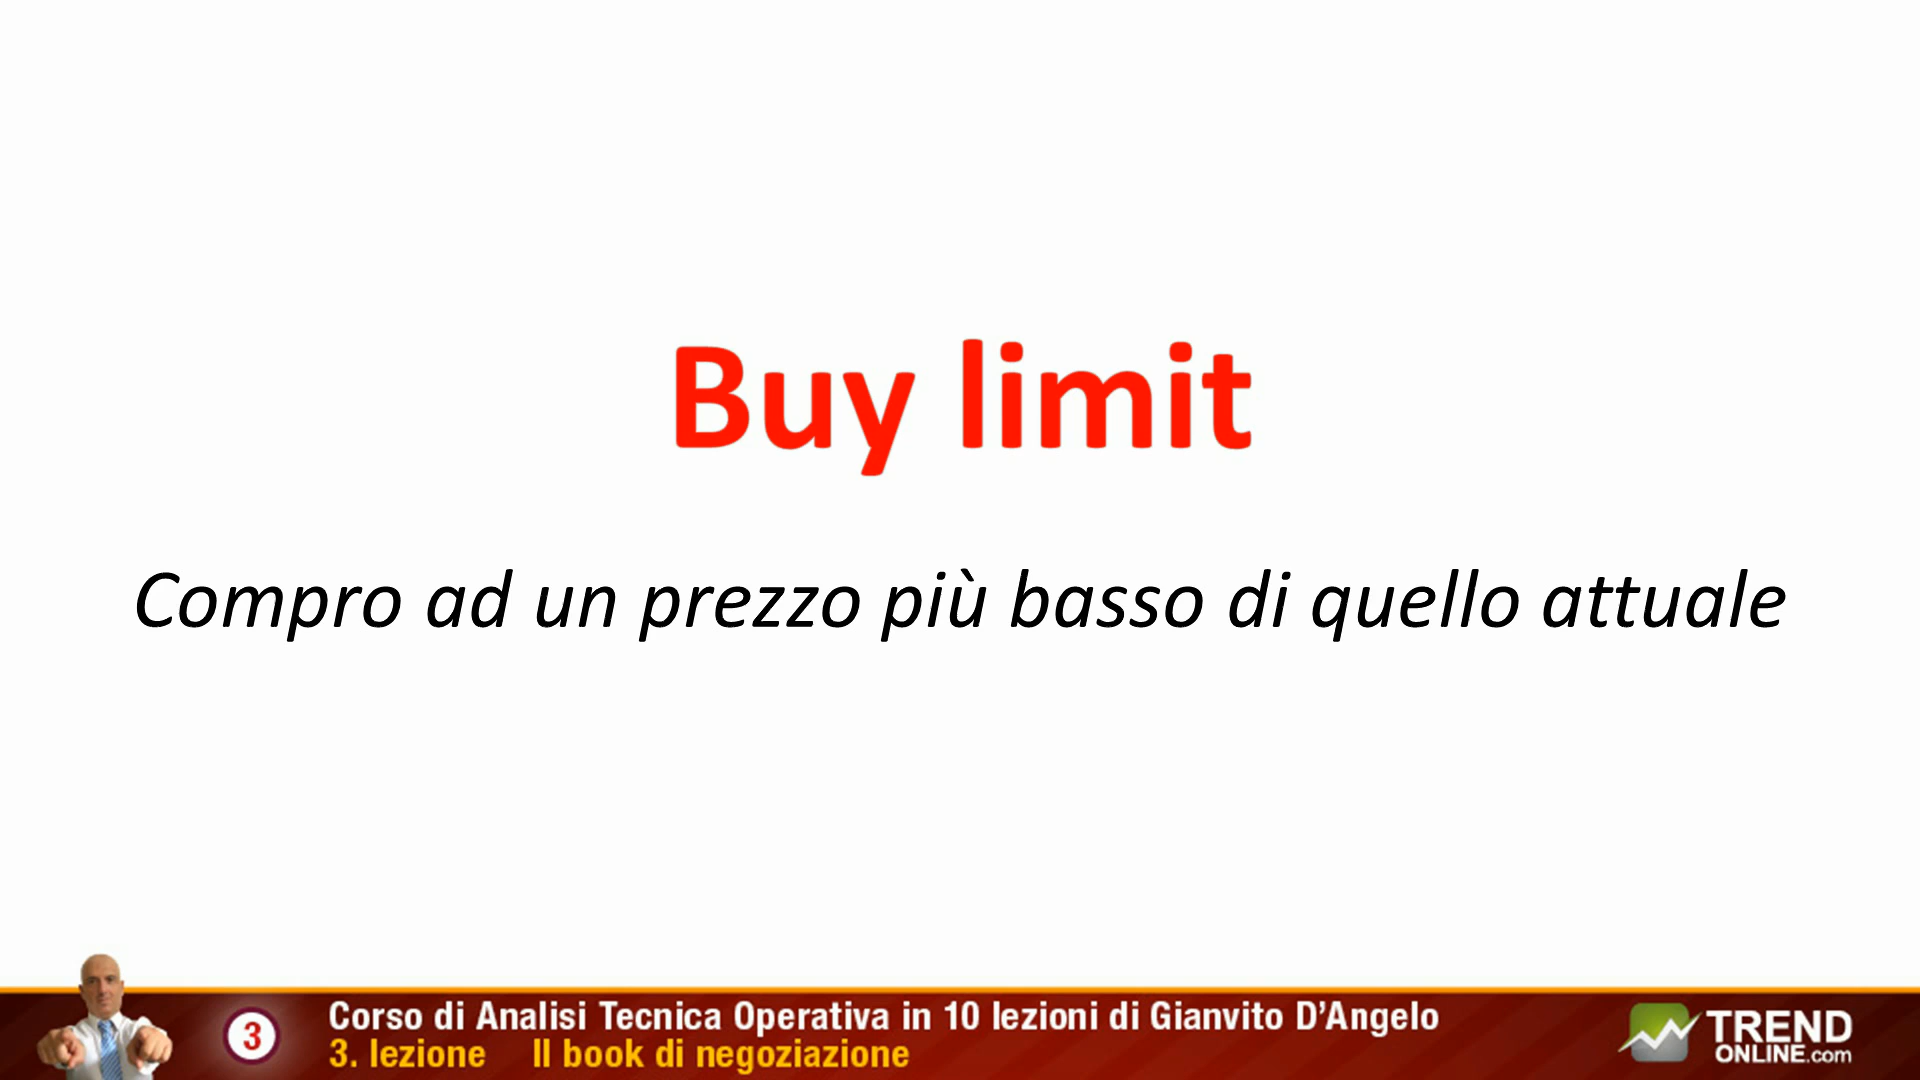 Buy limit
Compro ad un prezzo più basso di quello attuale
3
Corso di Analisi Tecnica Operativa in 10 lezioni di Gianvito D'Angelo
3. lezione Il book di negoziazione
TREND
ONLINE.com